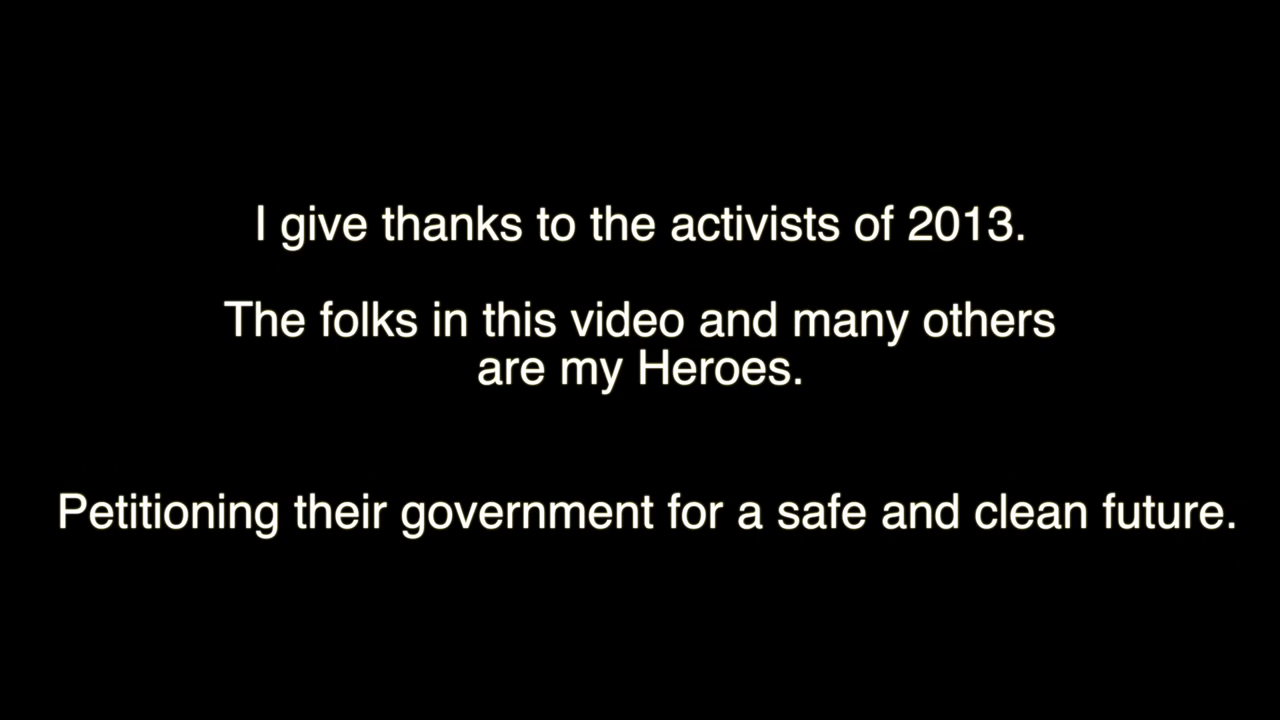 I give thanks to the activists of 2013.
The folks in this video and many others
are my Heroes.
Petitioning their government for a safe and clean future.